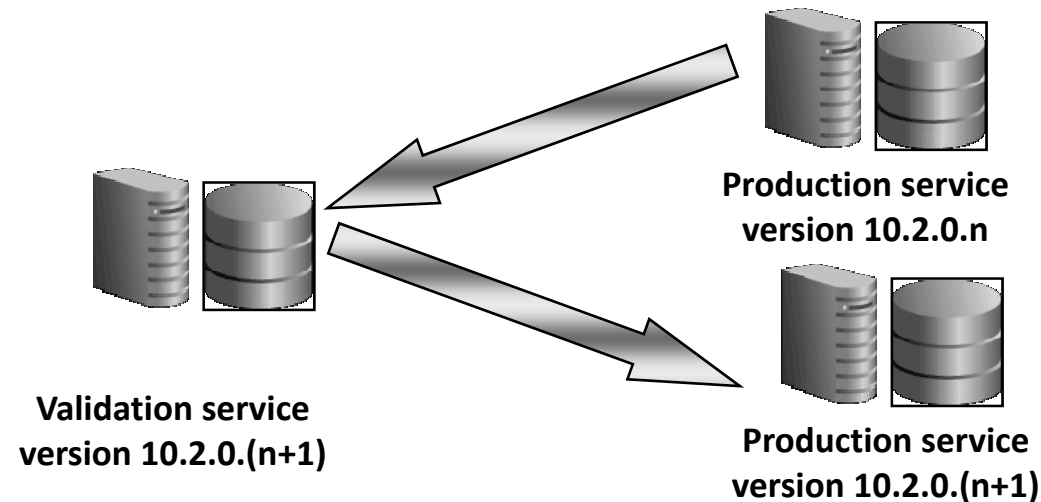 Production service
version 10.2.0.n
Validation service
version 10.2.0.(n+1)
Production service
version 10.2.0.(n+1)